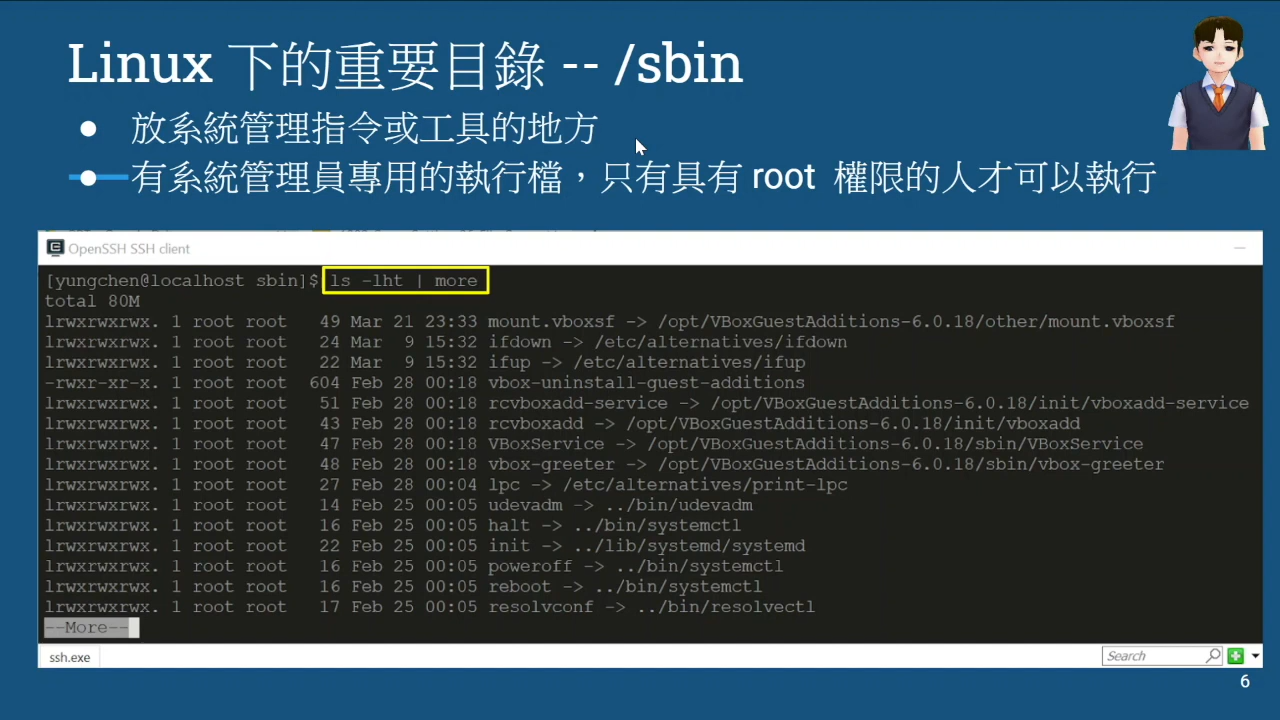 Linux 下的重要目錄 -- /sbin
● 放系統管理指令或工具的地方
● 有系統管理員專用的執行檔，只有具有 root 權限的人才可以執行
OpenSSH SSH client
[yungchen@localhost sbin]$ ls -lht | more
total 80M
lrwxrwxrwx. 1 root root   49 Mar 21 23:33 mount.vboxsf -> /opt/VBoxGuestAdditions-6.0.18/other/mount.vboxsf
lrwxrwxrwx. 1 root root   24 Mar  9 15:32 ifdown -> /etc/alternatives/ifdown
lrwxrwxrwx. 1 root root   22 Mar  9 15:32 ifup -> /etc/alternatives/ifup
-rwxr-xr-x. 1 root root  604 Feb 28 00:18 vbox-uninstall-guest-additions
lrwxrwxrwx. 1 root root   51 Feb 28 00:18 rcvboxadd-service -> /opt/VBoxGuestAdditions-6.0.18/init/vboxadd-service
lrwxrwxrwx. 1 root root   43 Feb 28 00:18 rcvboxadd -> /opt/VBoxGuestAdditions-6.0.18/init/vboxadd
lrwxrwxrwx. 1 root root   47 Feb 28 00:18 VBoxService -> /opt/VBoxGuestAdditions-6.0.18/sbin/VBoxService
lrwxrwxrwx. 1 root root   48 Feb 28 00:18 vbox-greeter -> /opt/VBoxGuestAdditions-6.0.18/sbin/vbox-greeter
lrwxrwxrwx. 1 root root   27 Feb 28 00:04 lpc -> /etc/alternatives/print-lpc
lrwxrwxrwx. 1 root root   14 Feb 25 00:05 udevadm -> ../bin/udevadm
lrwxrwxrwx. 1 root root   16 Feb 25 00:05 halt -> ../bin/systemctl
lrwxrwxrwx. 1 root root   22 Feb 25 00:05 init -> ../lib/systemd/systemd
lrwxrwxrwx. 1 root root   16 Feb 25 00:05 poweroff -> ../bin/systemctl
lrwxrwxrwx. 1 root root   16 Feb 25 00:05 reboot -> ../bin/systemctl
lrwxrwxrwx. 1 root root   17 Feb 25 00:05 resolvconf -> ../bin/resolvectl
--More--
ssh.exe
Search
6